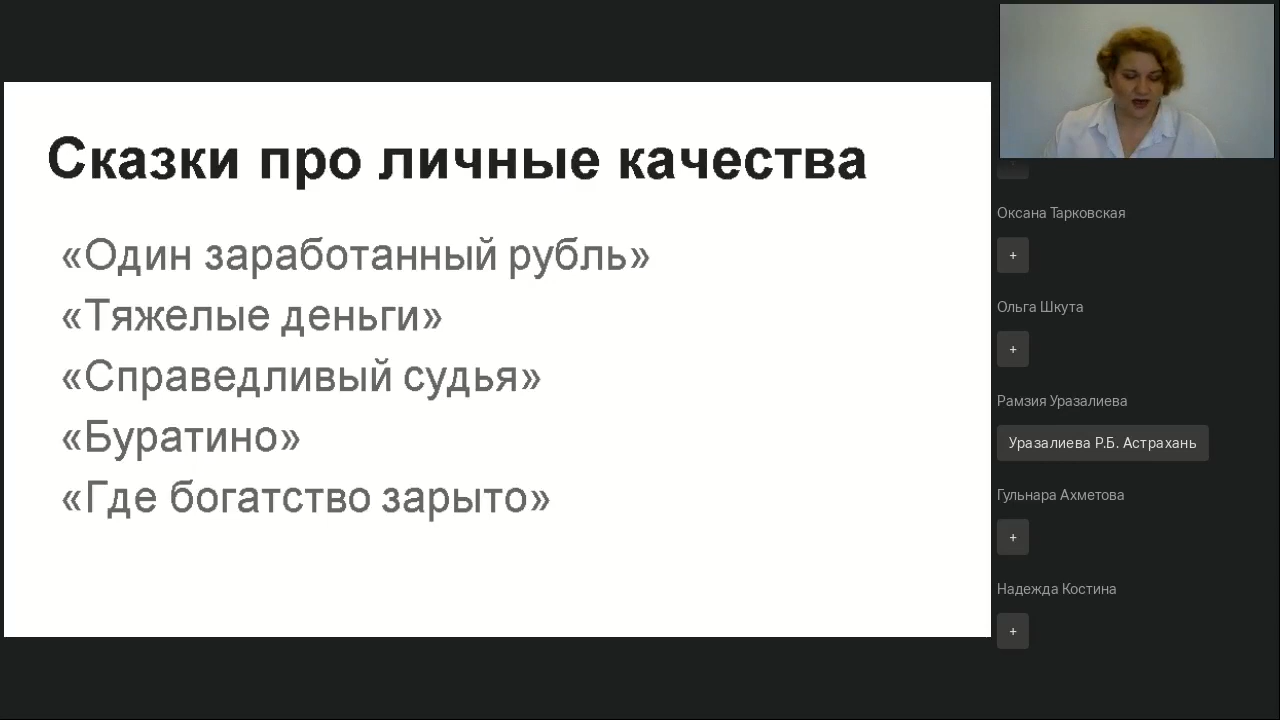 Сказки про личные качества
«Один заработанный рубль»
«Тяжелые деньги»
«Справедливый судья»
«Буратино»
«Где богатство зарыто»
Оксана Тарковская
+
Ольга Шкута
+
Рамзия Уразалиева
Уразалиева Р.Б. Астрахань
Гульнара Ахметова
+
Надежда Костина
+